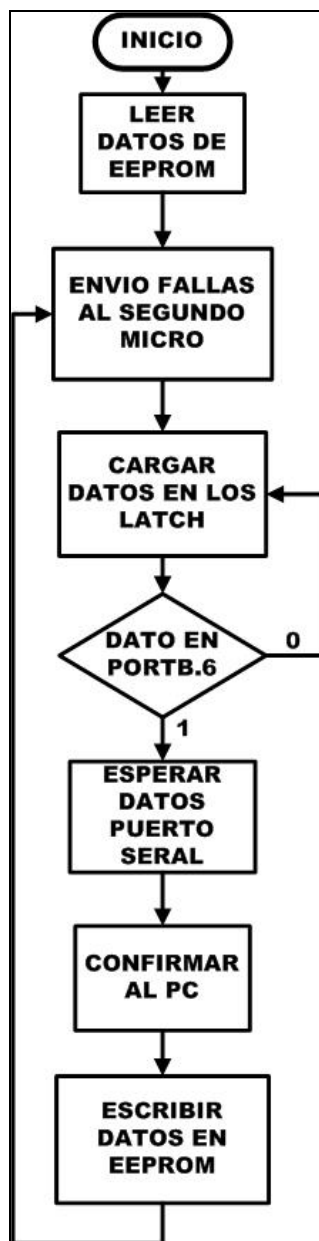 INICIO
LEER
DATOS DE
EEPROM
ENVIO FALLAS
AL SEGUNDO
MICRO
CARGAR
DATOS EN LOS
LATCH
DATO EN
PORTB.6
0
1
ESPERAR
DATOS
PUERTO
SERAL
CONFIRMAR
AL PC
ESCRIBIR
DATOS EN
EEPROM